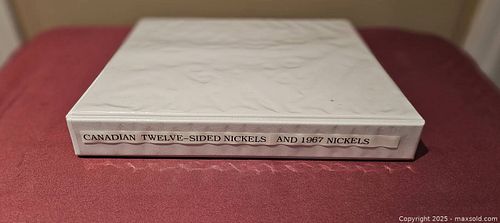 CANADIAN TWELVE-SIDED NICKELS AND 1967 NICKELS
Copyright 2025 - maxsold.com